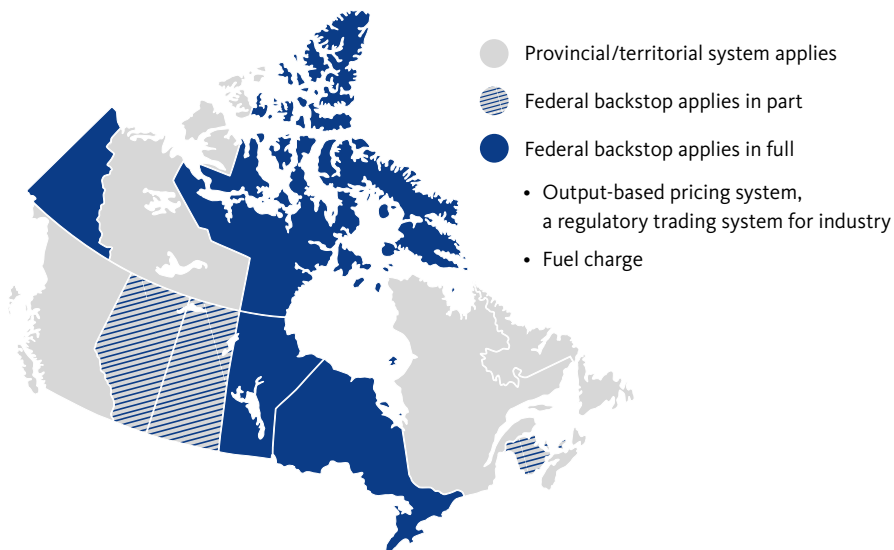 Provincial/territorial system applies
Federal backstop applies in part
Federal backstop applies in full
• Output-based pricing system,
a regulatory trading system for industry
• Fuel charge